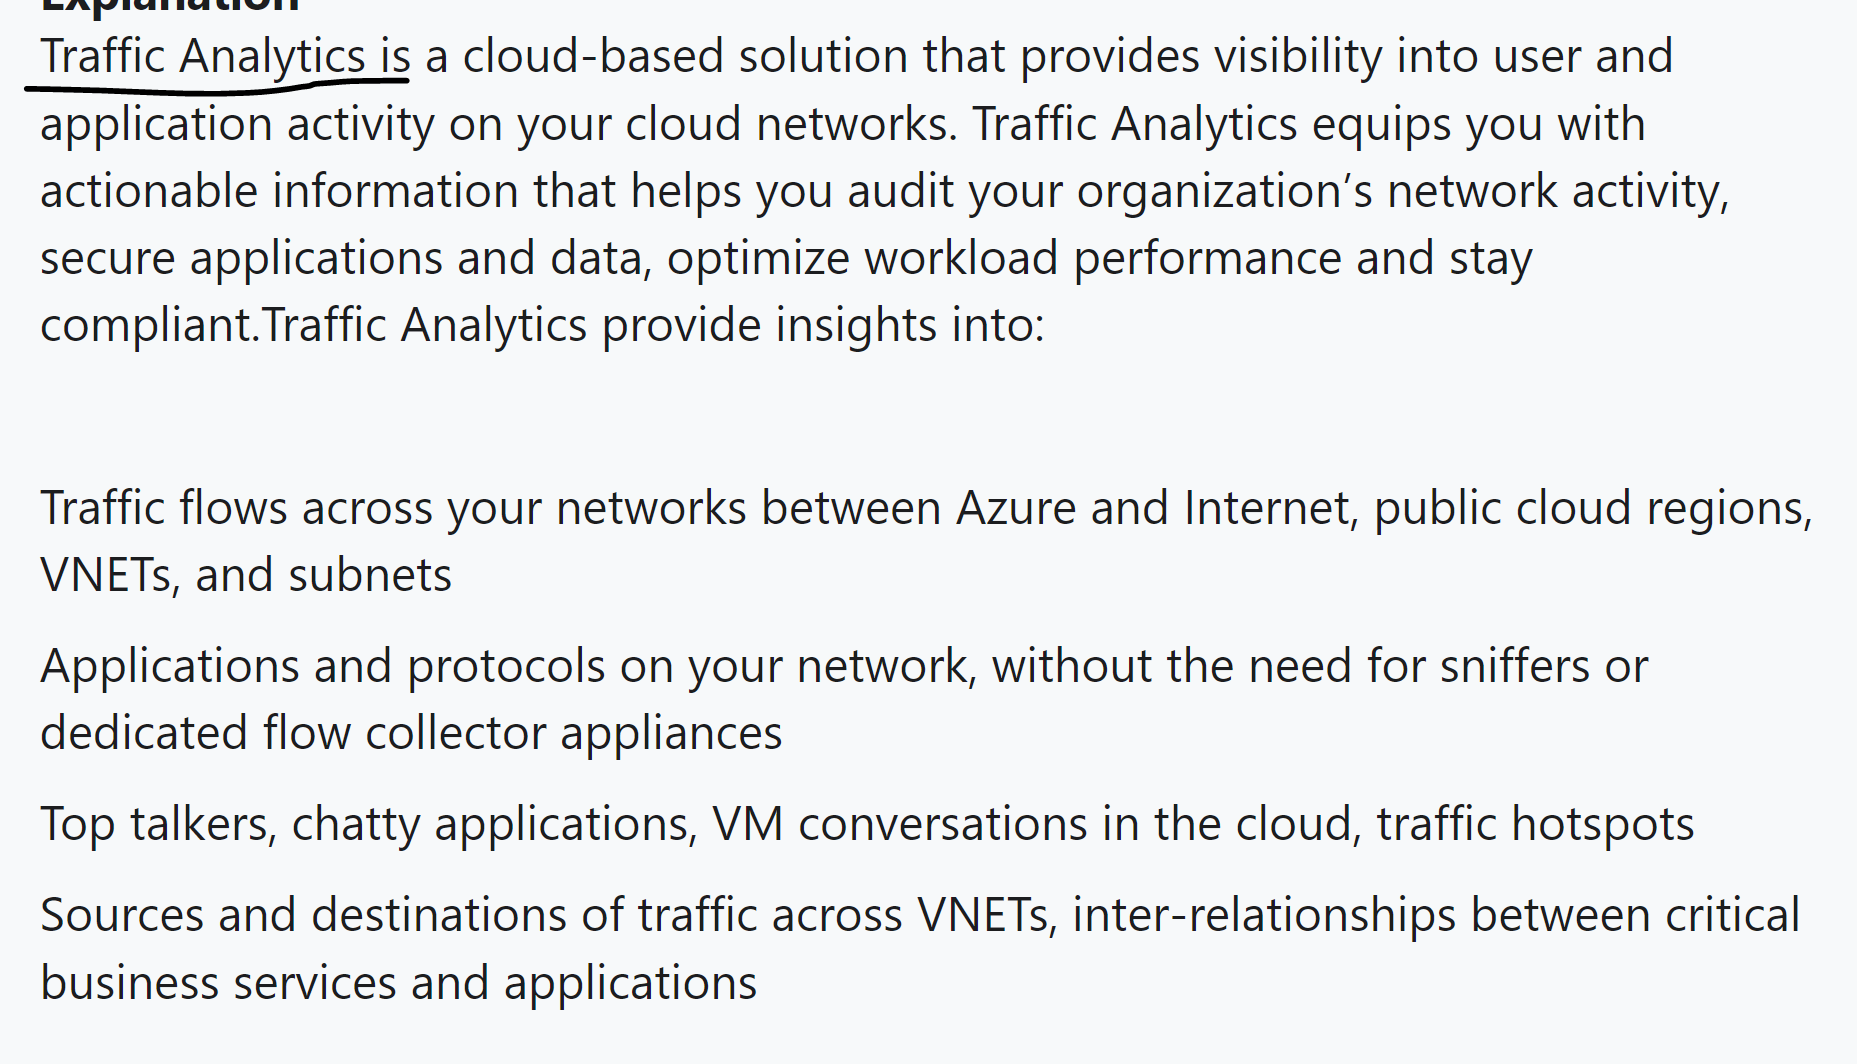 Explanation
Traffic Analytics is a cloud-based solution that provides visibility into user and
application activity on your cloud networks. Traffic Analytics equips you with
actionable information that helps you audit your organization’s network activity,
secure applications and data, optimize workload performance and stay
compliant.Traffic Analytics provide insights into:
Traffic flows across your networks between Azure and Internet, public cloud regions,
VNETs, and subnets
Applications and protocols on your network, without the need for sniffers or
dedicated flow collector appliances
Top talkers, chatty applications, VM conversations in the cloud, traffic hotspots
Sources and destinations of traffic across VNETs, inter-relationships between critical
business services and applications